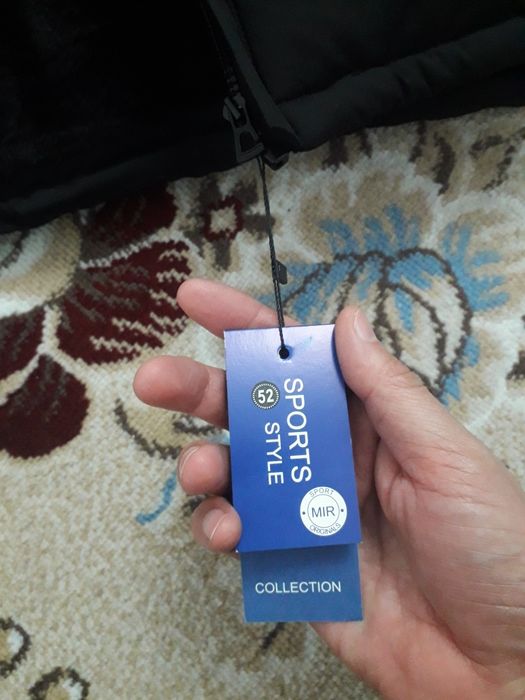 52
SPORTS
STYLE
SPORT
MIR
ORIGINALS
COLLECTION